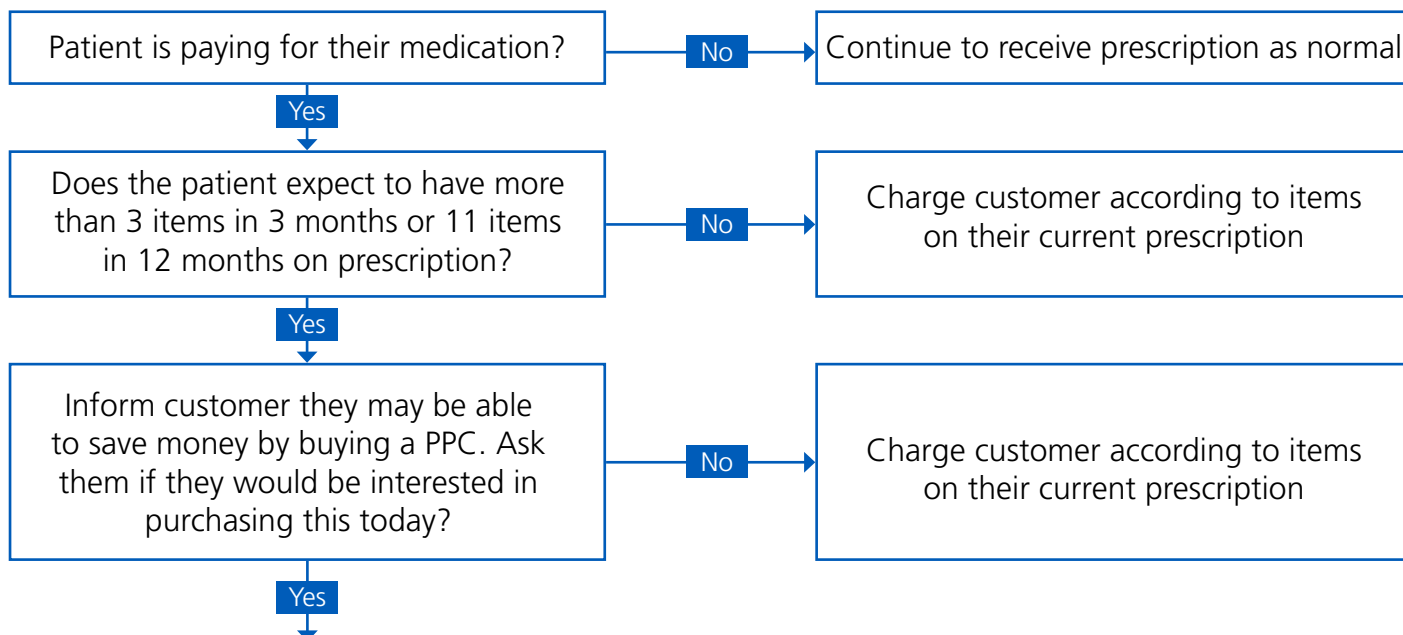 Patient is paying for their medication?
No
Continue to receive prescription as normal
Yes
Does the patient expect to have more
than 3 items in 3 months or 11 items
in 12 months on prescription?
No
Charge customer according to items
on their current prescription
Yes
Inform customer they may be able
to save money by buying a PPC. Ask
them if they would be interested in
purchasing this today?
No
Charge customer according to items
on their current prescription
Yes